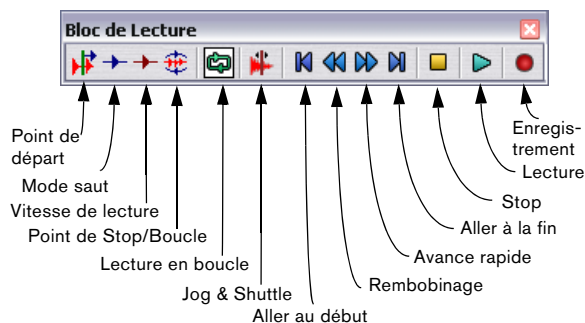 Bloc de Lecture
Point de
départ
Mode saut
Vitesse de lecture
Point de Stop/Boucle
Lecture en boucle
Jog & Shuttle
Aller au début
Enregis-
trement
Lecture
Stop
Aller à la fin
Avance rapide
Rembobinage